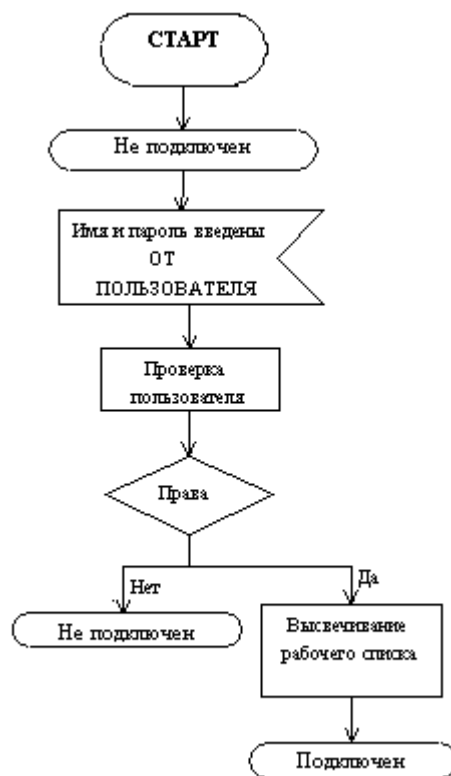 СТАРТ
Не подключен
Имя и пароль введены
ОТ
ПОЛЬЗОВАТЕЛЯ
Проверка
пользователя
Права
Нет
Да
Не подключен
Высвечивание
рабочего списка
Подключен